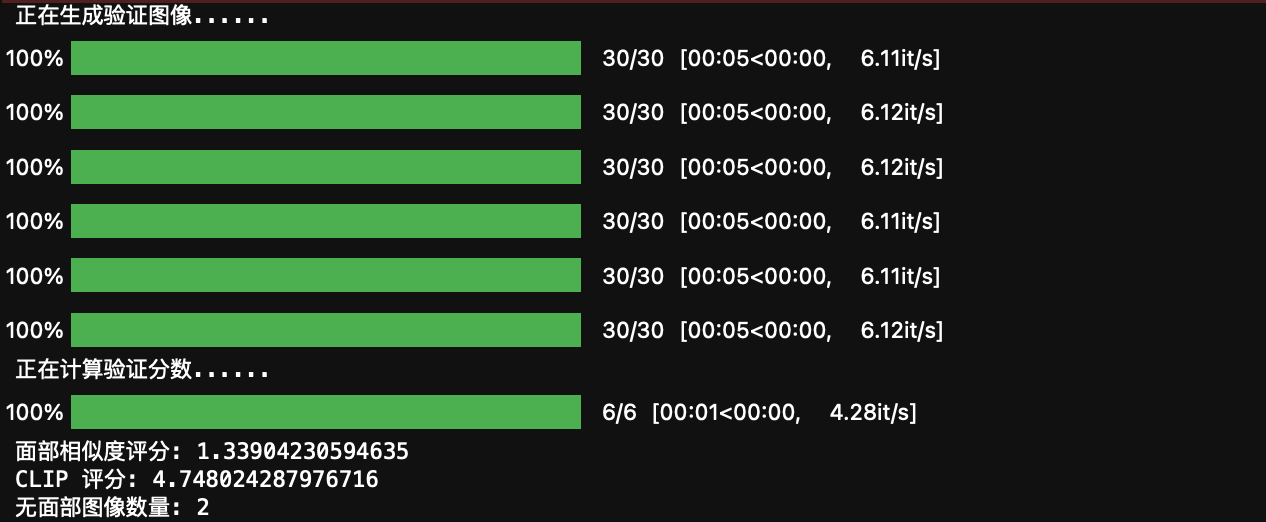 正在生成验证图像......
100% 30/30 [00:05<00:00, 6.11it/s]
100% 30/30 [00:05<00:00, 6.12it/s]
100% 30/30 [00:05<00:00, 6.12it/s]
100% 30/30 [00:05<00:00, 6.11it/s]
100% 30/30 [00:05<00:00, 6.11it/s]
100% 30/30 [00:05<00:00, 6.12it/s]
正在计算验证分数......
100% 6/6 [00:01<00:00, 4.28it/s]
面部相似度评分: 1.33904230594635
CLIP 评分: 4.748024287976716
无面部图像数量: 2